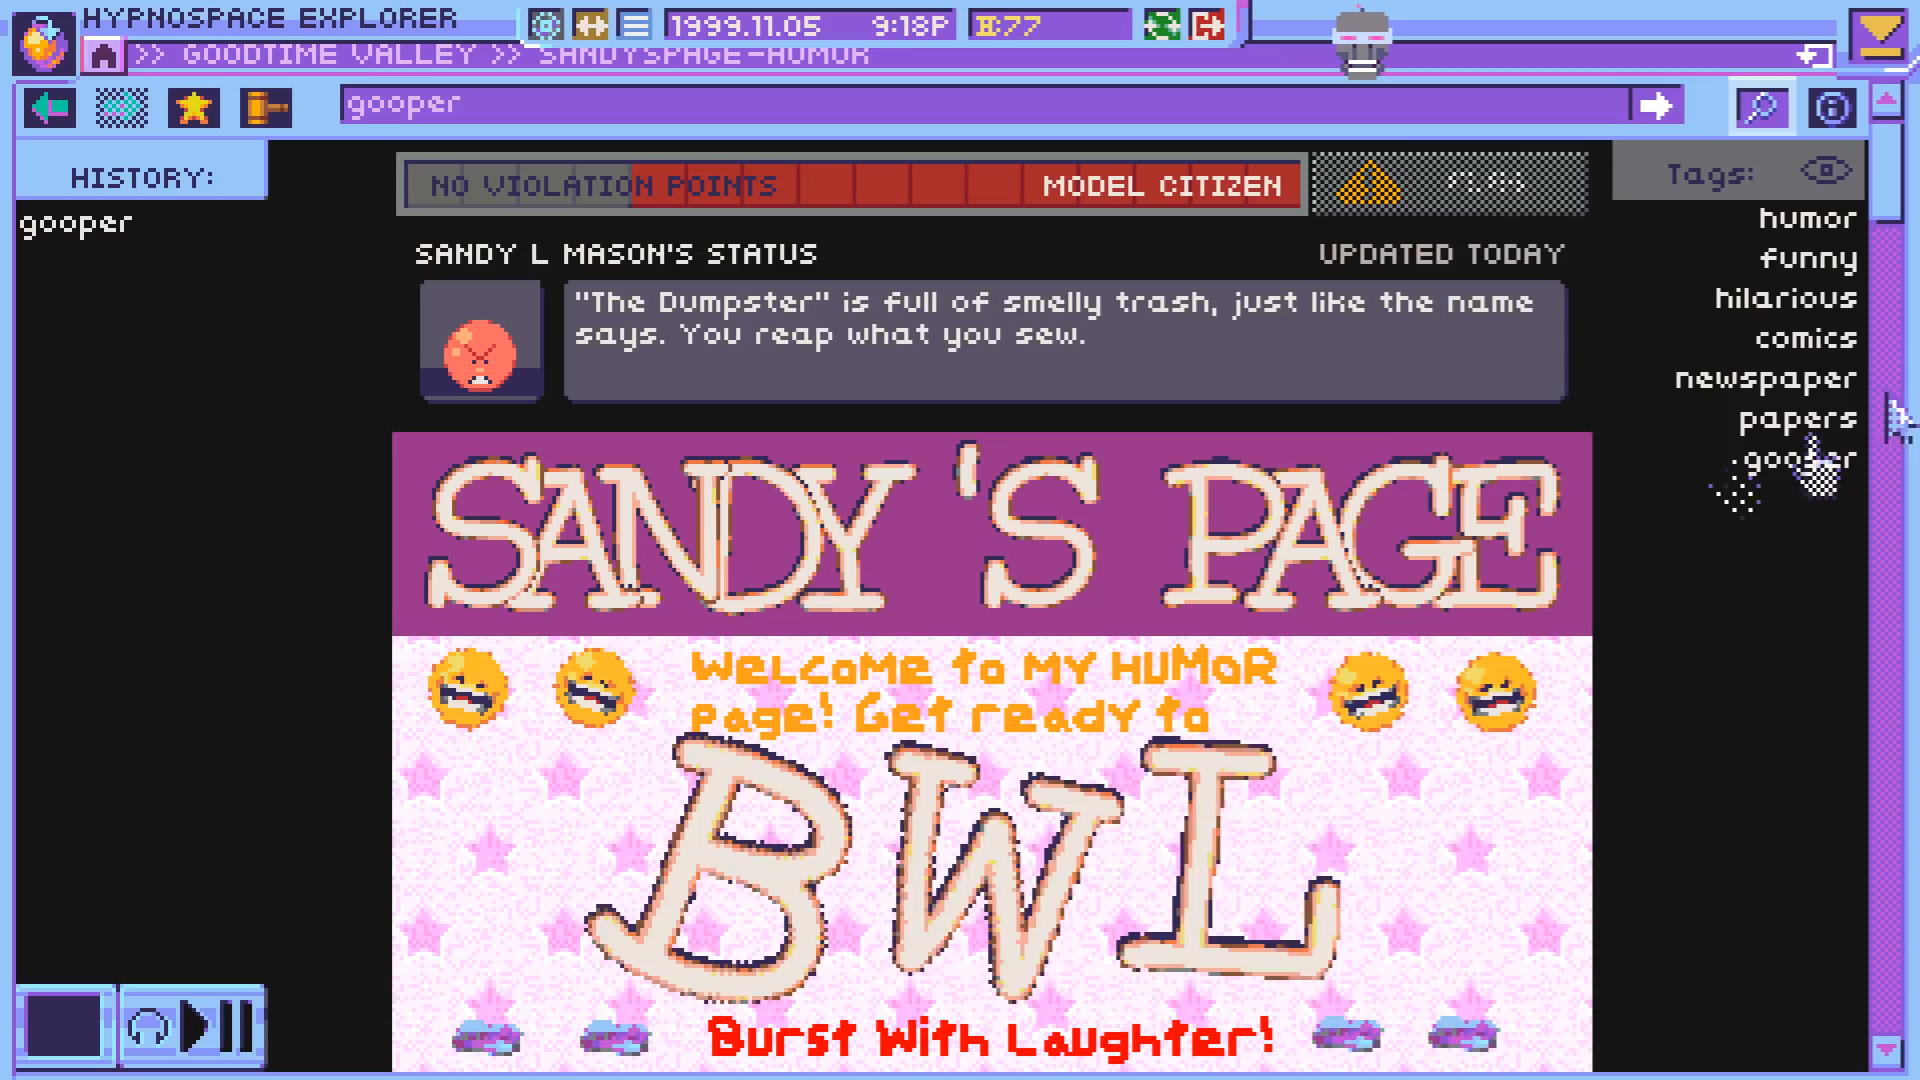 HYPNOSPACE EXPLORER
1999.11.05 9:18P 77
>> GOODTIME VALLEY >> SANDYSPAGE-HUMOR
gooper
HISTORY:
gooper
NO VIOLATION POINTS MODEL CITIZEN
Tags:
humor
funny
hilarious
comics
newspaper
papers
gooper
SANDY L MASON'S STATUS UPDATED TODAY
"The Dumpster" is full of smelly trash, just like the name
says. You reap what you sew.
SANDY'S PAGE
Welcome to my humor
page! Get ready to
BWL
Burst With Laughter!